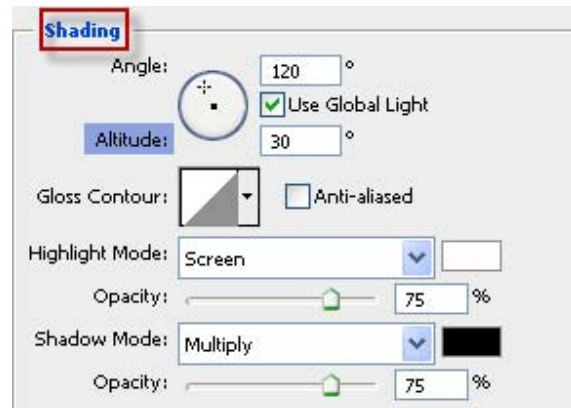 Shading
Angle: 120 °
Use Global Light
Altitude: 30 °
Gloss Contour: Anti-aliased
Highlight Mode: Screen
Opacity: 75 %
Shadow Mode: Multiply
Opacity: 75 %